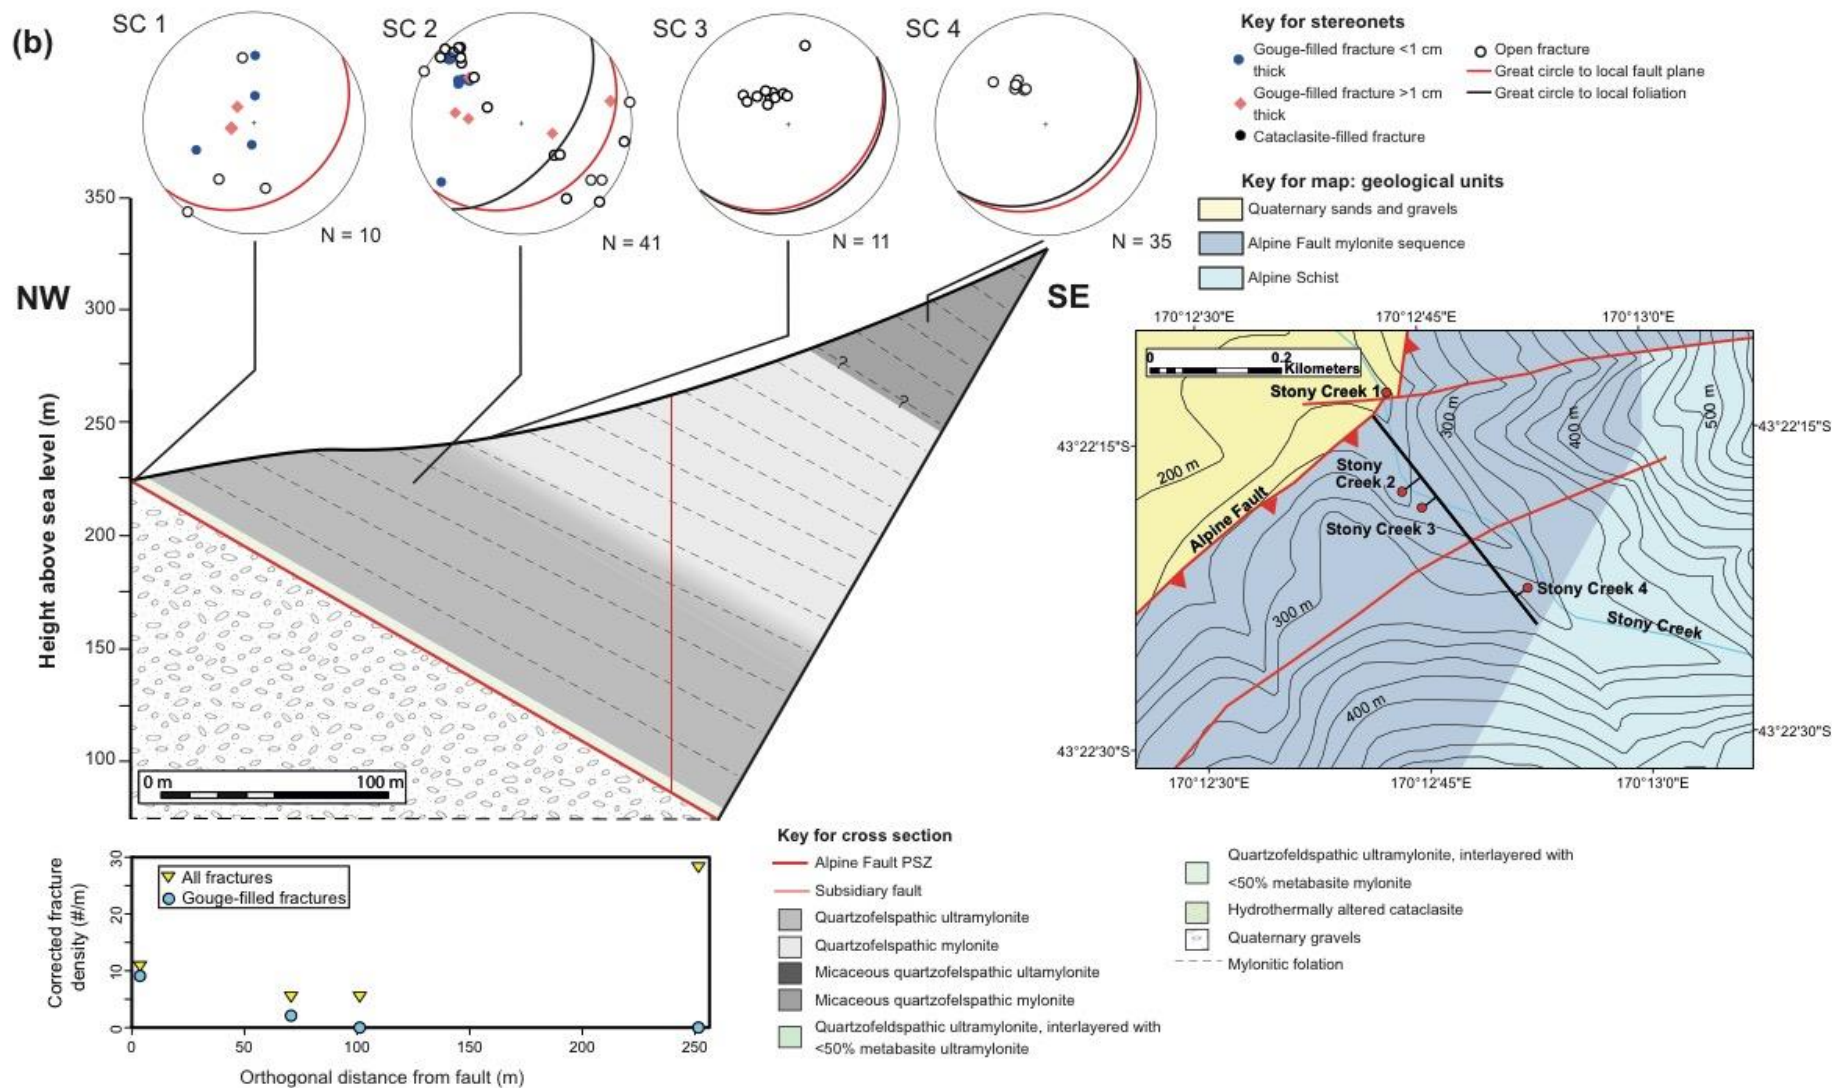 (b)
SC 1
SC 2
SC 3
SC 4
N = 10
N = 41
N = 11
N = 35
Key for stereonets
Gouge-filled fracture <1 cm
thick
Gouge-filled fracture >1 cm
thick
Cataclasite-filled fracture
Open fracture
Great circle to local fault plane
Great circle to local foliation
Key for map: geological units
Quaternary sands and gravels
Alpine Fault mylonite sequence
Alpine Schist
NW
SE
Height above sea level (m)
350
300
250
200
150
100
?
?
0 m
100 m
170°12'30"E
170°12'45"E
170°13'0"E
0
0.2
Kilometers
Stony Creek 1
300 m
400 m
500 m
43°22'15"S
43°22'15"S
200 m
Stony
Creek 2
Alpine Fault
Stony Creek 3
Stony Creek 4
300 m
Stony Creek
400 m
43°22'30"S
43°22'30"S
170°12'30"E
170°12'45"E
170°13'0"E
Corrected fracture
density (#/m)
30
20
10
0
All fractures
Gouge-filled fractures
0
50
100
150
200
250
Orthogonal distance from fault (m)
Key for cross section
Alpine Fault PSZ
Subsidiary fault
Quartzofelspathic ultramylonite
Quartzofelspathic mylonite
Micaceous quartzofelspathic ultamylonite
Micaceous quartzofelspathic mylonite
Quartzofeldspathic ultramylonite, interlayered with
<50% metabasite ultramylonite
Quartzofeldspathic ultramylonite, interlayered with
<50% metabasite mylonite
Hydrothermally altered cataclasite
Quaternary gravels
Mylonitic folation